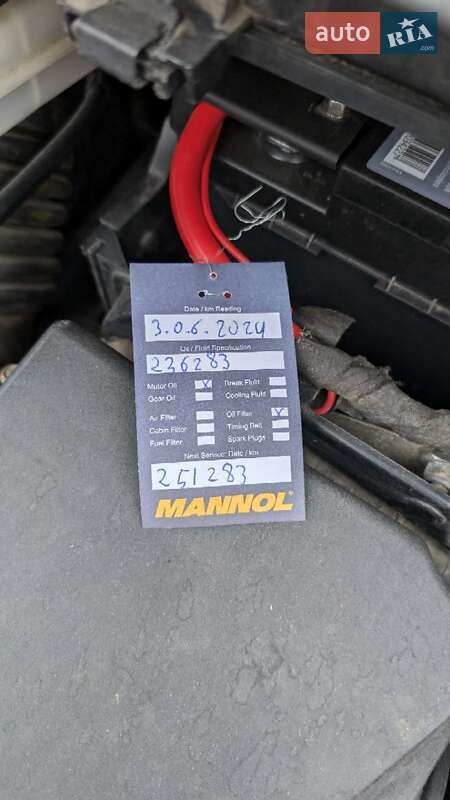 auto RIA .com
Date / km Reading
3.06.2024
Oil / Fluid Specification
236283
Motor Oil V Break Fluid
Gear Oil Cooling Fluid
Air Filter Oil Filter V
Cabin Filter Timing Belt
Fuel Filter Spark Plugs
Next Service: Date / km
251283
MANNOL